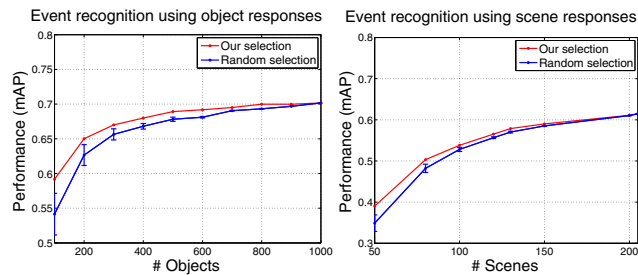 Event recognition using object responses
Event recognition using scene responses
Performance (mAP)
0.8
0.75
0.7
0.65
0.6
0.55
0.5
200
400
600
800
1000
# Objects
Our selection
Random selection
Performance (mAP)
0.8
0.7
0.6
0.5
0.4
0.3
50
100
150
200
# Scenes
Our selection
Random selection